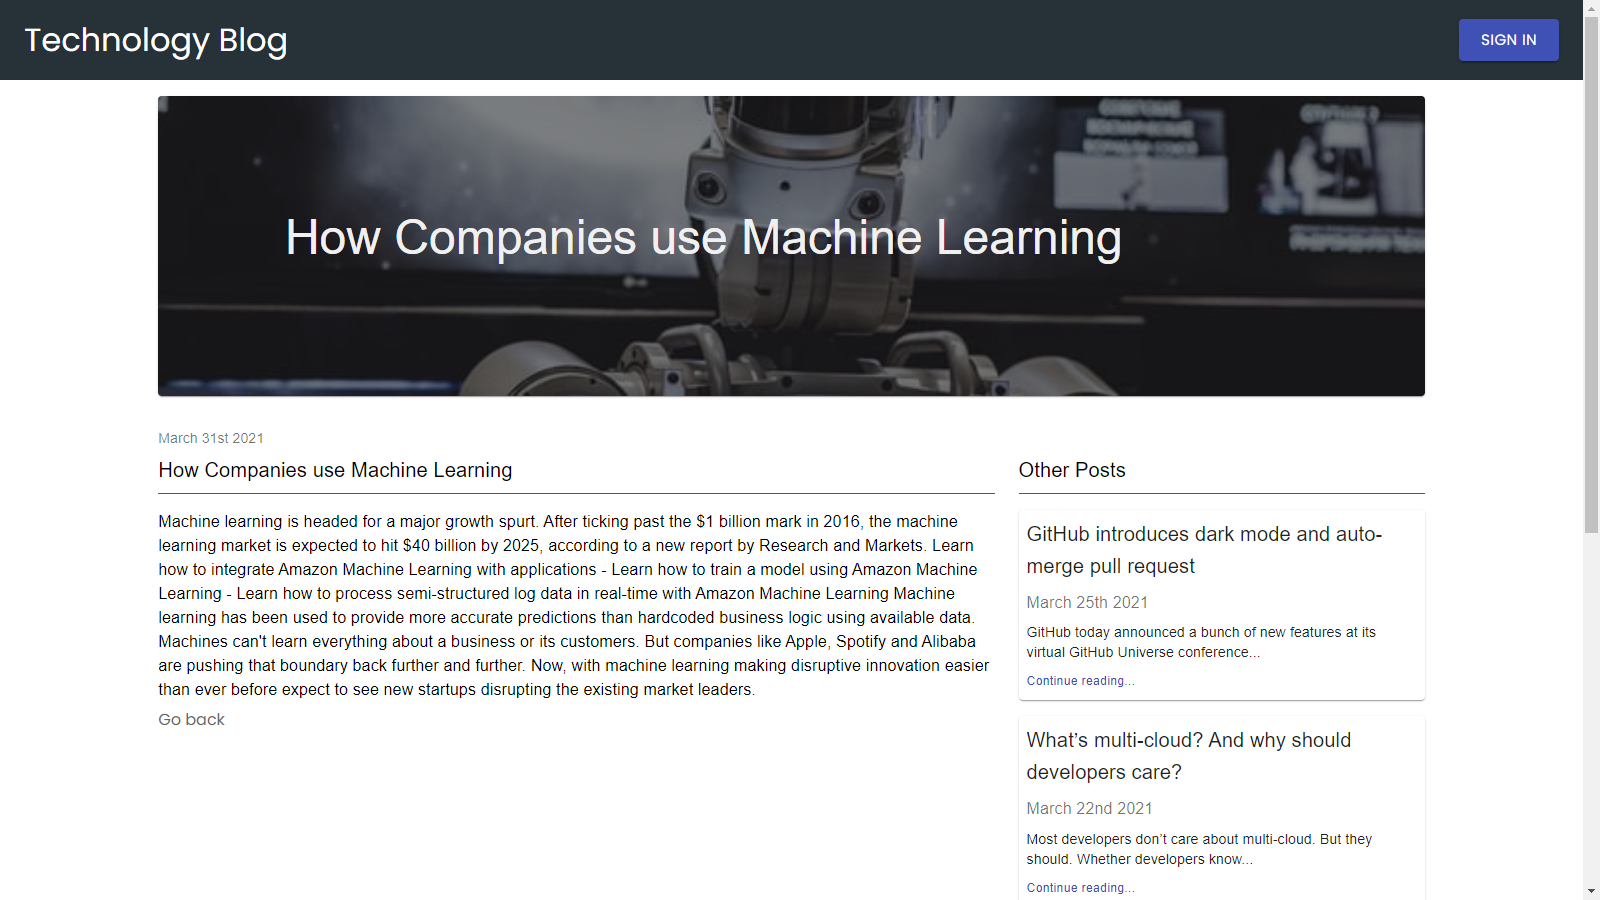 Technology Blog
SIGN IN
How Companies use Machine Learning
March 31st 2021
How Companies use Machine Learning
Machine learning is headed for a major growth spurt. After ticking past the $1 billion mark in 2016, the machine
learning market is expected to hit $40 billion by 2025, according to a new report by Research and Markets. Learn
how to integrate Amazon Machine Learning with applications - Learn how to train a model using Amazon Machine
Learning - Learn how to process semi-structured log data in real-time with Amazon Machine Learning Machine
learning has been used to provide more accurate predictions than hardcoded business logic using available data.
Machines can't learn everything about a business or its customers. But companies like Apple, Spotify and Alibaba
are pushing that boundary back further and further. Now, with machine learning making disruptive innovation easier
than ever before expect to see new startups disrupting the existing market leaders.
Go back
Other Posts
GitHub introduces dark mode and auto-
merge pull request
March 25th 2021
GitHub today announced a bunch of new features at its
virtual GitHub Universe conference...
Continue reading...
What’s multi-cloud? And why should
developers care?
March 22nd 2021
Most developers don’t care about multi-cloud. But they
should. Whether developers know...
Continue reading...